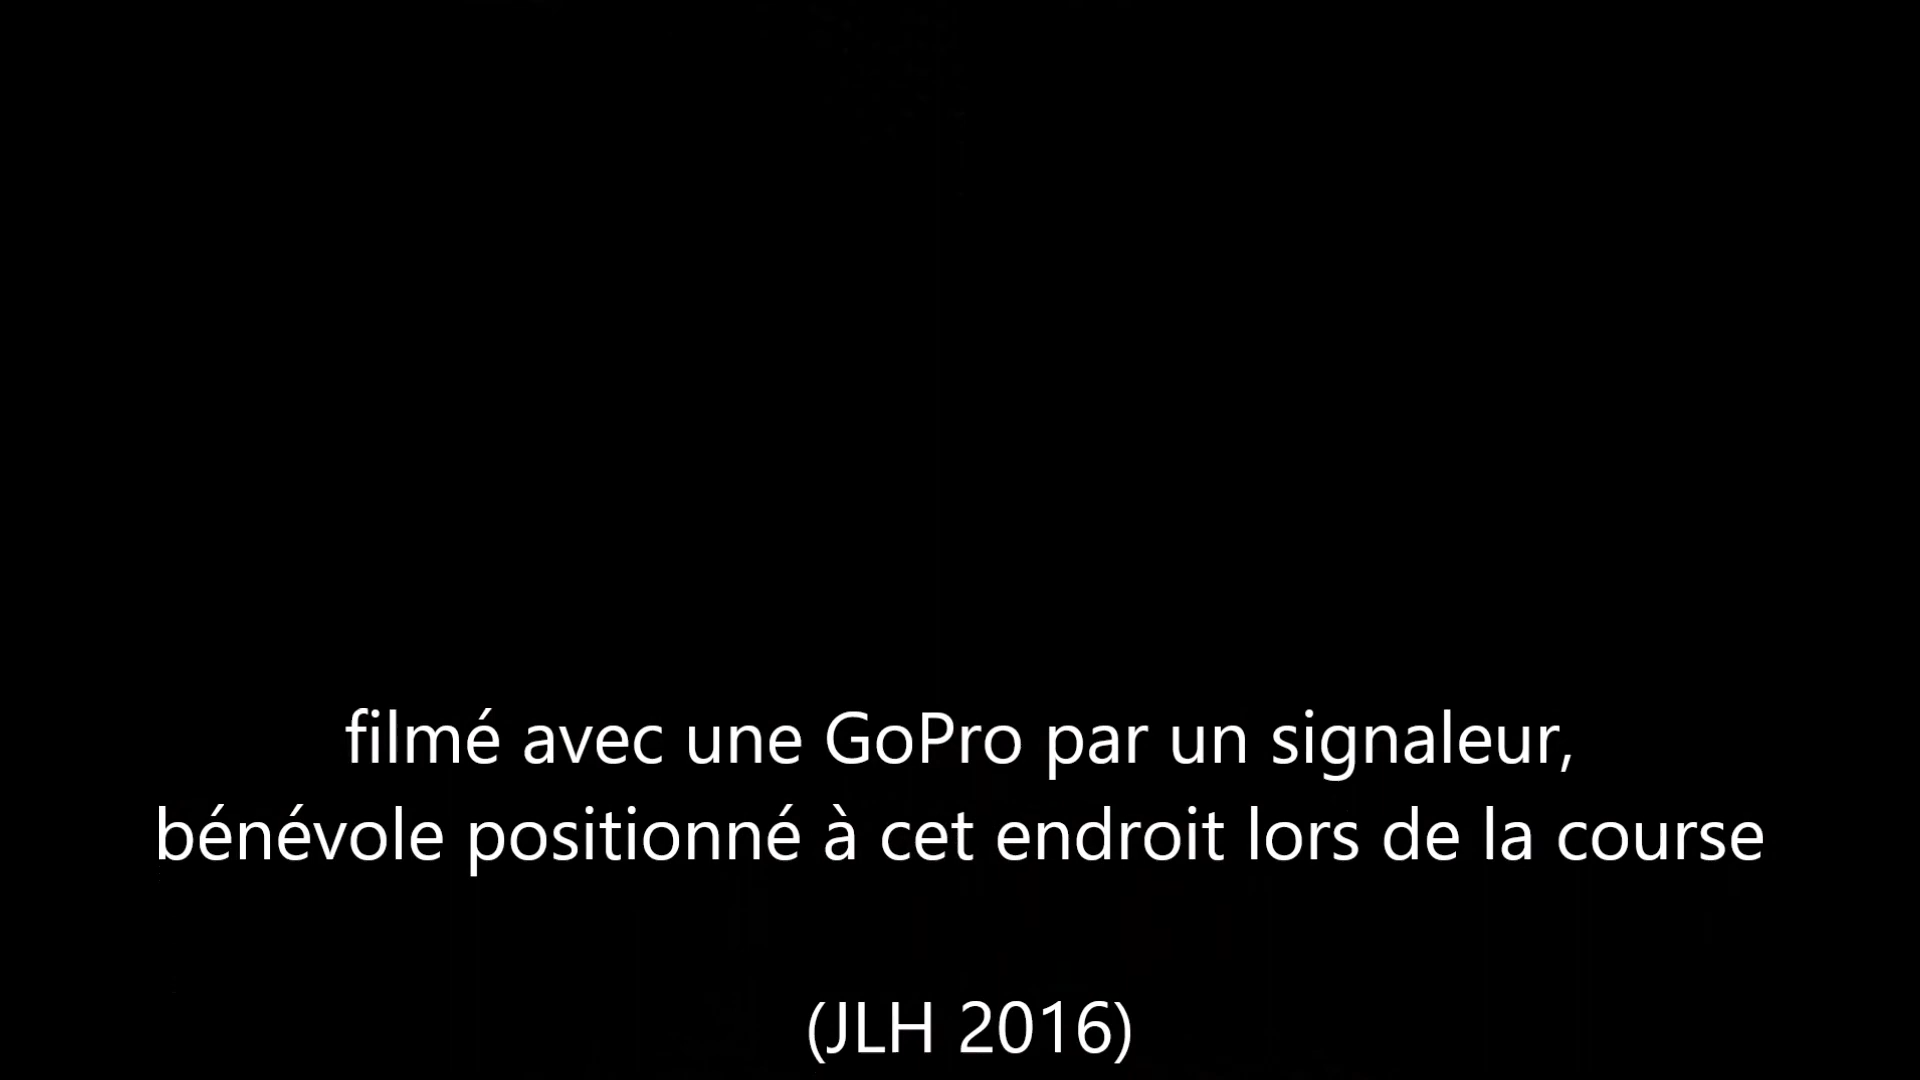 filmé avec une GoPro par un signaleur,
bénévole positionné à cet endroit lors de la course
(JLH 2016)